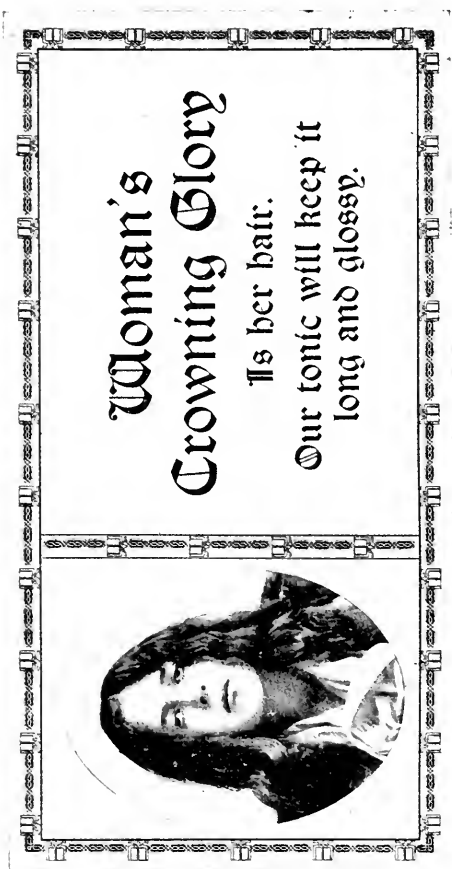 Woman's
Crowning Glory
Is her hair.
Our tonic will keep it
long and glossy.